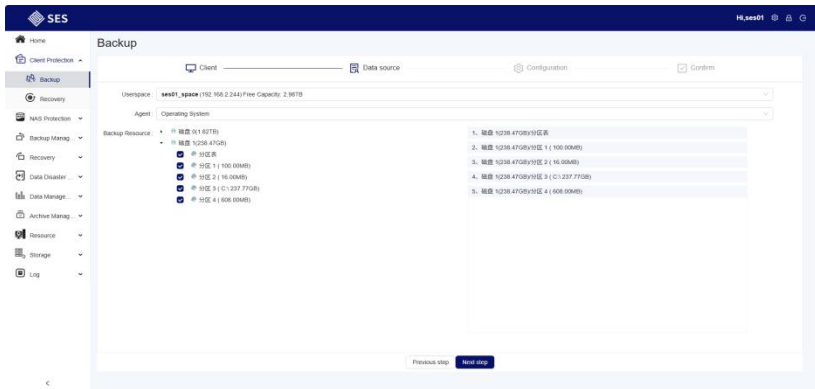 SES
Hi,ses01
Home
Client Protection
Backup
Recovery
NAS Protection
Backup Manag...
Recovery
Data Disaster ...
Data Manage...
Archive Manag...
Resource
Storage
Log
Backup
Client
Data source
Configuration
Confirm
Userspace : ses01_space (192.168.2.244) Free Capacity: 2.98TB
Agent : Operating System
Backup Resource :
磁盘 0(1.82TB)
磁盘 1(238.47GB)
分区表
分区 1 ( 100.00MB)
分区 2 ( 16.00MB)
分区 3 ( C:\ 237.77GB)
分区 4 ( 608.00MB)
1、磁盘 1(238.47GB)/分区表
2、磁盘 1(238.47GB)/分区 1 ( 100.00MB)
3、磁盘 1(238.47GB)/分区 2 ( 16.00MB)
4、磁盘 1(238.47GB)/分区 3 ( C:\ 237.77GB)
5、磁盘 1(238.47GB)/分区 4 ( 608.00MB)
Previous step
Next step